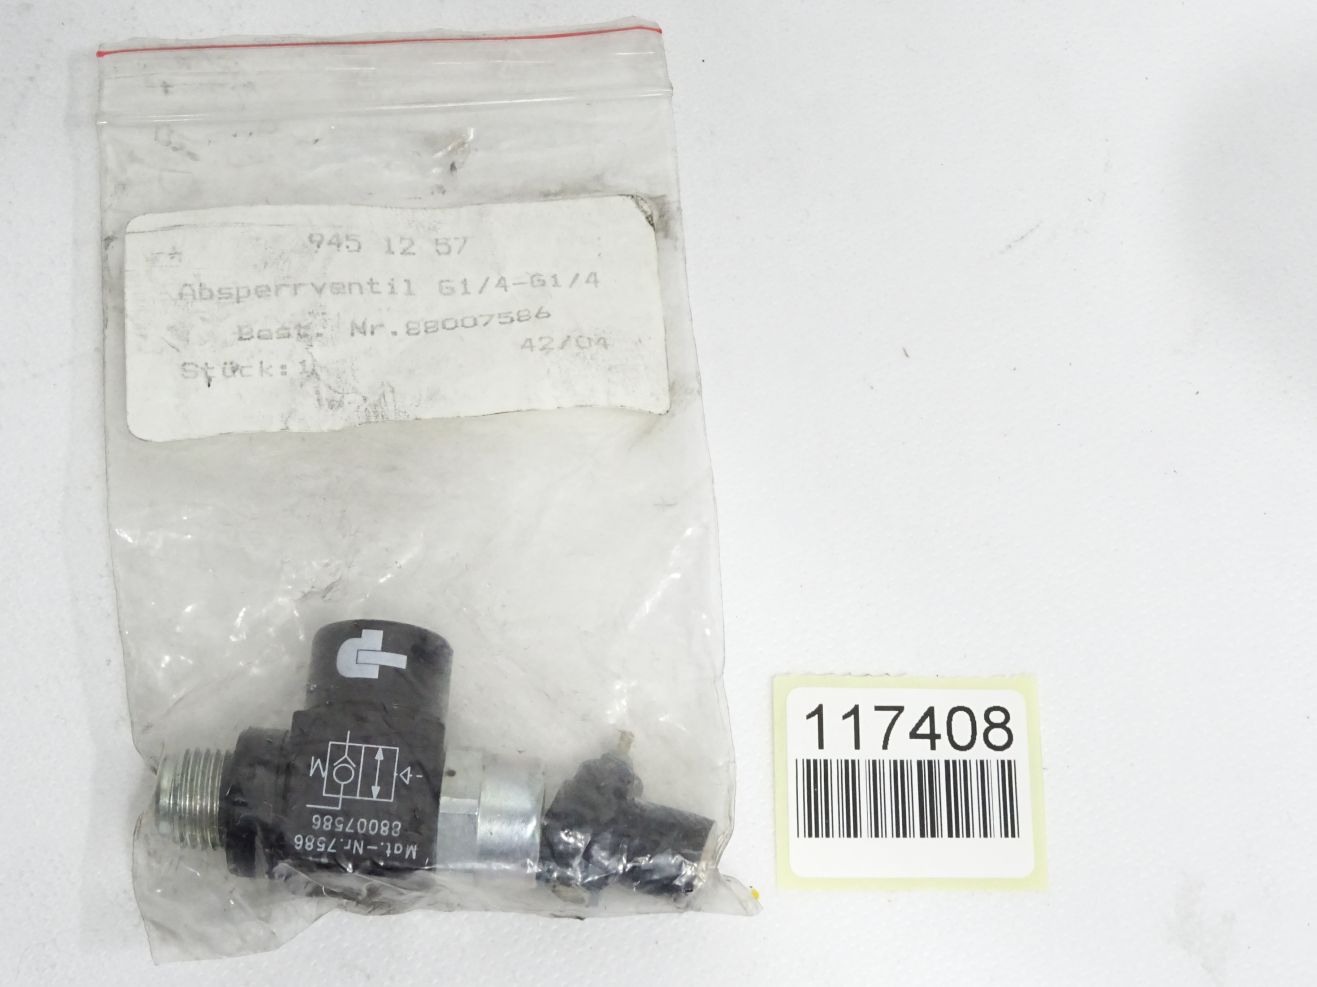 945 12 57
Absperrventil G1/4-G1/4
Best. Nr.88007586
42/04
Stück:1
M
Mat.-Nr.7586
88007586
117408